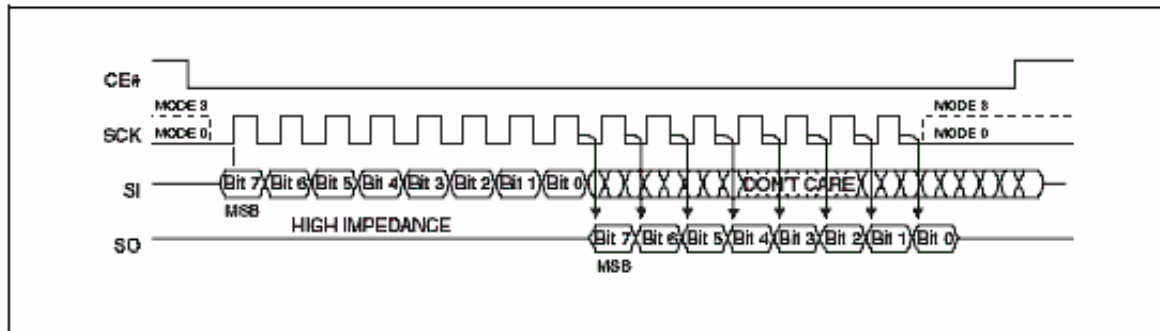 CE#
MODE 3
MODE 3
SCK
MODE 0
MODE 0
SI
Bit 7 Bit 6 Bit 5 Bit 4 Bit 3 Bit 2 Bit 1 Bit 0
DON'T CARE
MSB
HIGH IMPEDANCE
SO
Bit 7 Bit 6 Bit 5 Bit 4 Bit 3 Bit 2 Bit 1 Bit 0
MSB